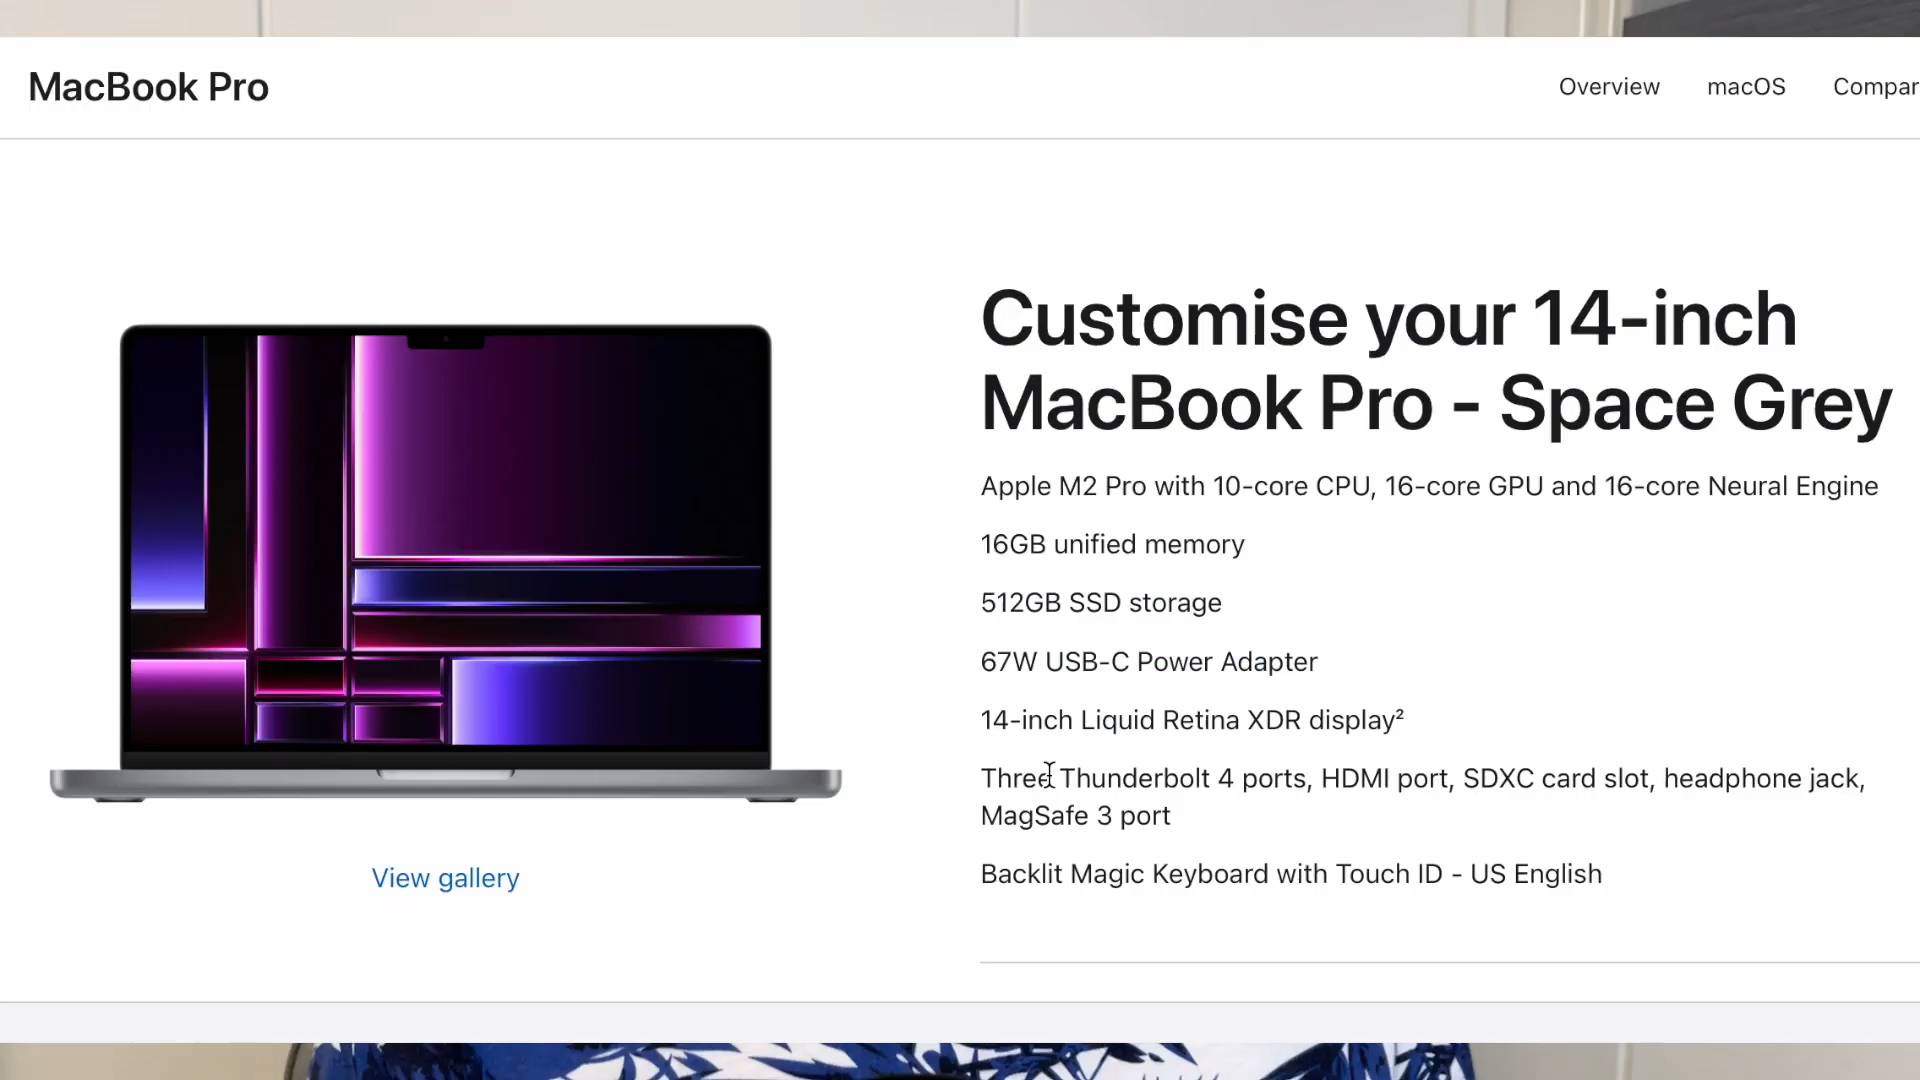 MacBook Pro
Overview macOS Compar
Customise your 14-inch
MacBook Pro - Space Grey
Apple M2 Pro with 10-core CPU, 16-core GPU and 16-core Neural Engine
16GB unified memory
512GB SSD storage
67W USB-C Power Adapter
14-inch Liquid Retina XDR display²
Three Thunderbolt 4 ports, HDMI port, SDXC card slot, headphone jack,
MagSafe 3 port
Backlit Magic Keyboard with Touch ID - US English
View gallery